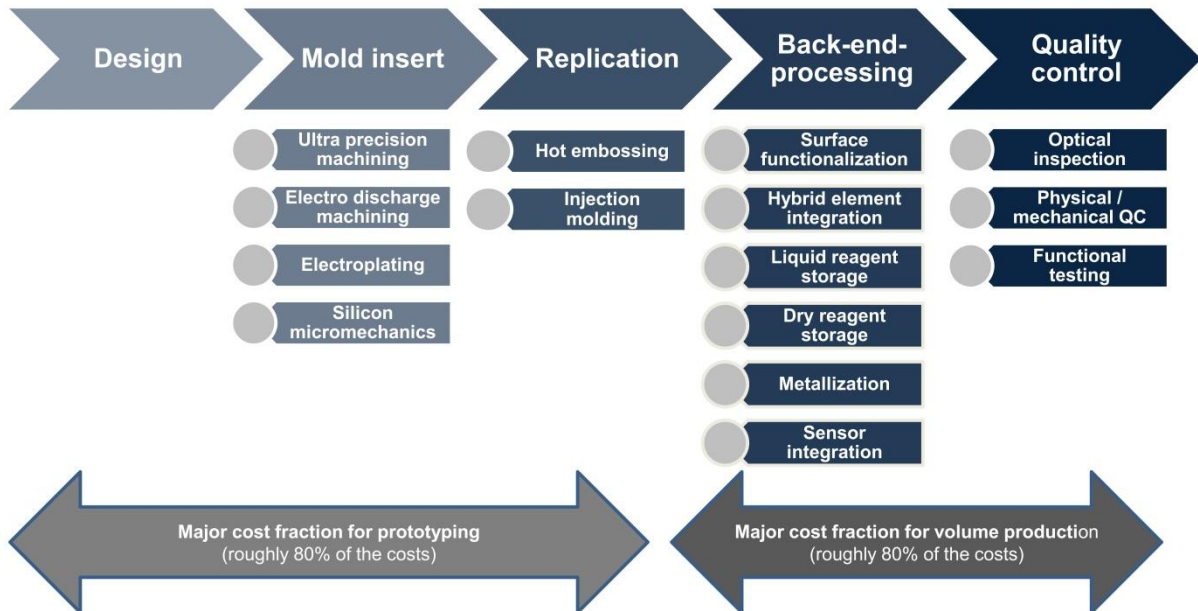 Design
Mold insert
Replication
Back-end-
processing
Quality
control
Ultra precision
machining
Electro discharge
machining
Electroplating
Silicon
micromechanics
Hot embossing
Injection
molding
Surface
functionalization
Hybrid element
integration
Liquid reagent
storage
Dry reagent
storage
Metallization
Sensor
integration
Optical
inspection
Physical /
mechanical QC
Functional
testing
Major cost fraction for prototyping
(roughly 80% of the costs)
Major cost fraction for volume production
(roughly 80% of the costs)